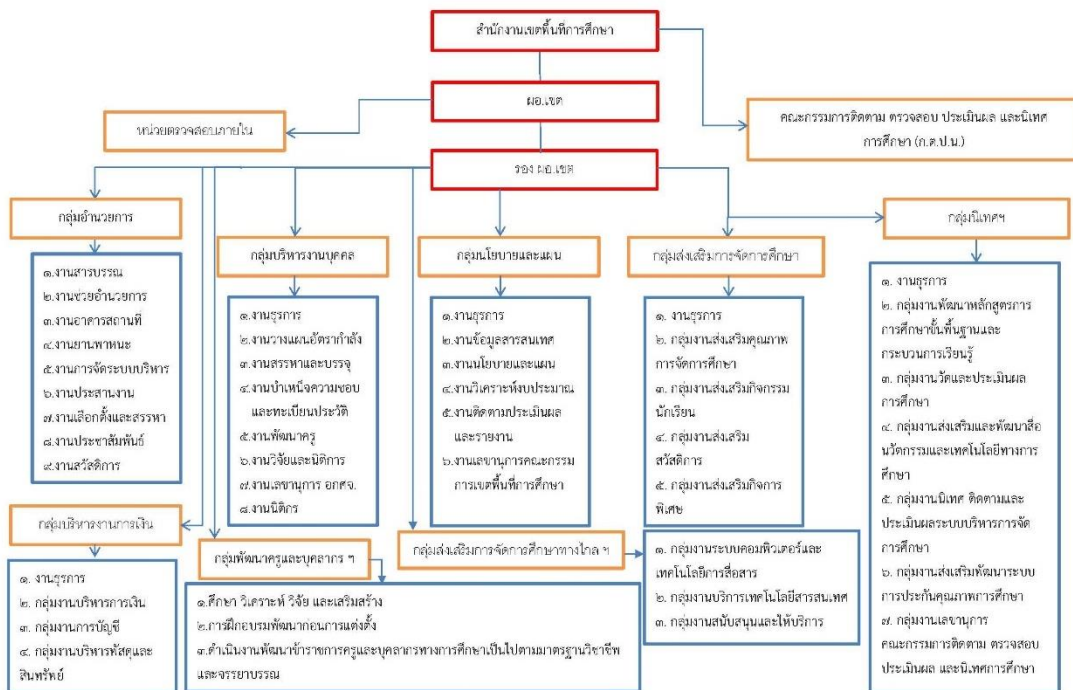 สำนักงานเขตพื้นที่การศึกษา
ผอ.เขต
หน่วยตรวจสอบภายใน
คณะกรรมการติดตาม ตรวจสอบ ประเมินผล และนิเทศ
การศึกษา (ก.ต.ป.น.)
รอง ผอ.เขต
กลุ่มอำนวยการ
๑.งานสารบรรณ
๒.งานช่วยอำนวยการ
๓.งานอาคารสถานที่
๔.งานยานพาหนะ
๕.งานการจัดระบบบริหาร
๖.งานประสานงาน
๗.งานเลือกตั้งและสรรหา
๘.งานประชาสัมพันธ์
๙.งานสวัสดิการ
กลุ่มบริหารงานบุคคล
๑.งานธุรการ
๒.งานวางแผนอัตรากำลัง
๓.งานสรรหาและบรรจุ
๔.งานบำเหน็จความชอบ
และทะเบียนประวัติ
๕.งานพัฒนาครู
๖.งานวิจัยและนิติการ
๗.งานเลขานุการ อกศจ.
๘.งานนิติกร
กลุ่มนโยบายและแผน
๑.งานธุรการ
๒.งานข้อมูลสารสนเทศ
๓.งานนโยบายและแผน
๔.งานวิเคราะห์งบประมาณ
๕.งานติดตามประเมินผล
และรายงาน
๖.งานเลขานุการคณะกรรม
การเขตพื้นที่การศึกษา
กลุ่มส่งเสริมการจัดการศึกษา
๑. งานธุรการ
๒. กลุ่มงานส่งเสริมคุณภาพ
การจัดการศึกษา
๓. กลุ่มงานส่งเสริมกิจกรรม
นักเรียน
๔. กลุ่มงานส่งเสริม
สวัสดิการ
๕. กลุ่มงานส่งเสริมกิจการ
พิเศษ
กลุ่มนิเทศฯ
๑. งานธุรการ
๒. กลุ่มงานพัฒนาหลักสูตรการ
การศึกษาขั้นพื้นฐานและ
กระบวนการเรียนรู้
๓. กลุ่มงานวัดและประเมินผล
การศึกษา
๔. กลุ่มงานส่งเสริมและพัฒนาสื่อ
นวัตกรรมและเทคโนโลยีทางการ
ศึกษา
๕. กลุ่มงานนิเทศ ติดตามและ
ประเมินผลระบบบริหารการจัด
การศึกษา
๖. กลุ่มงานส่งเสริมพัฒนาระบบ
การประกันคุณภาพการศึกษา
๗. กลุ่มงานเลขานุการ
คณะกรรมการติดตาม ตรวจสอบ
ประเมินผล และนิเทศการศึกษา
กลุ่มบริหารงานการเงิน
๑. งานธุรการ
๒. กลุ่มงานบริหารการเงิน
๓. กลุ่มงานการบัญชี
๔. กลุ่มงานบริหารพัสดุและ
สินทรัพย์
กลุ่มพัฒนาครูและบุคลากร ฯ
๑.ศึกษา วิเคราะห์ วิจัย และเสริมสร้าง
๒.การฝึกอบรมพัฒนาก่อนการแต่งตั้ง
๓.ดำเนินงานพัฒนาข้าราชการครูและบุคลากรทางการศึกษาเป็นไปตามมาตรฐานวิชาชีพ
และจรรยาบรรณ
กลุ่มส่งเสริมการจัดการศึกษาทางไกล ฯ
๑. กลุ่มงานระบบคอมพิวเตอร์และ
เทคโนโลยีการสื่อสาร
๒. กลุ่มงานบริการเทคโนโลยีสารสนเทศ
๓. กลุ่มงานสนับสนุนและให้บริการ